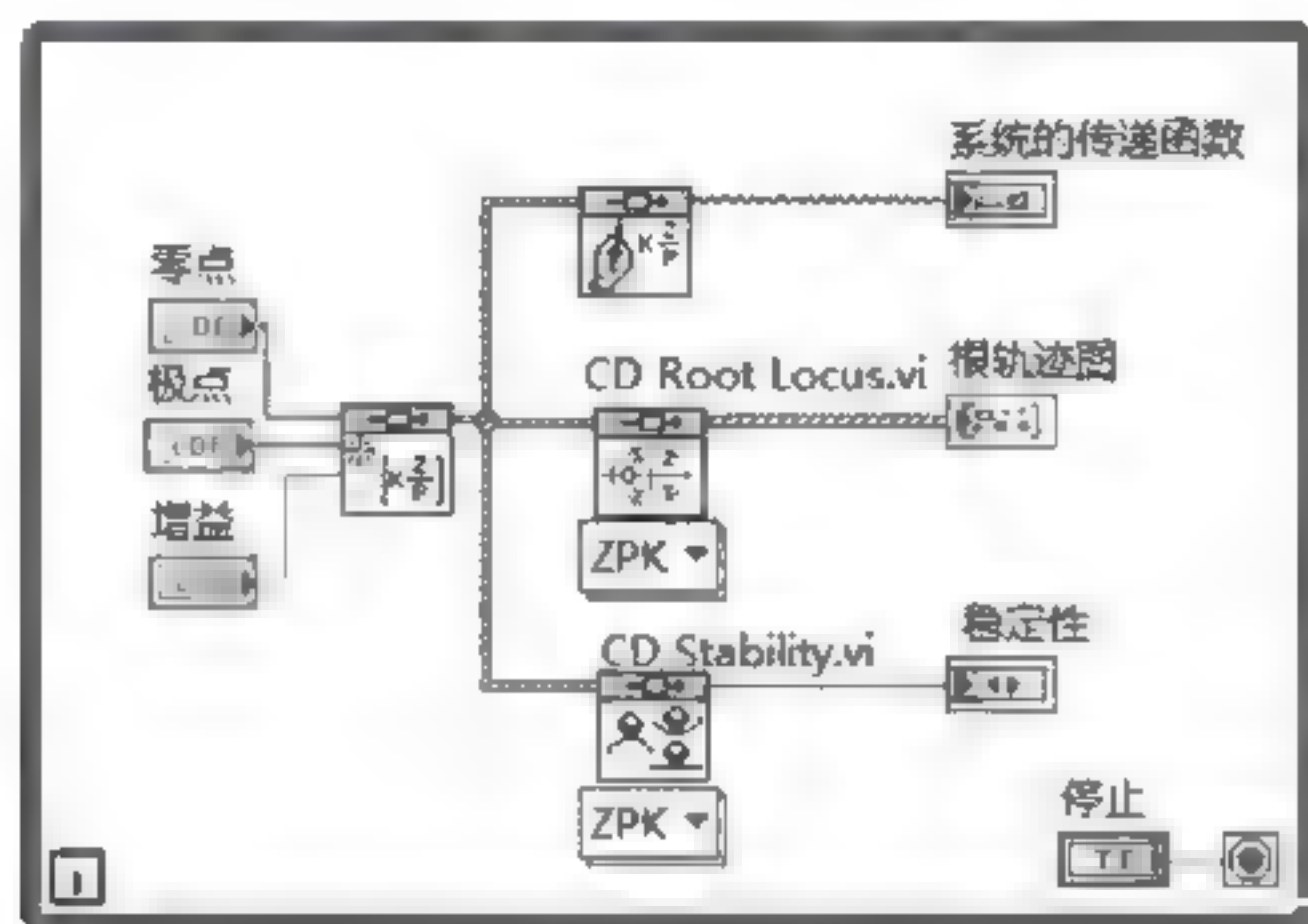 系统的传递函数
零点
CD Root Locus.vi
根轨迹图
极点
增益
ZPK
CD Stability.vi
稳定性
ZPK
停止
TF